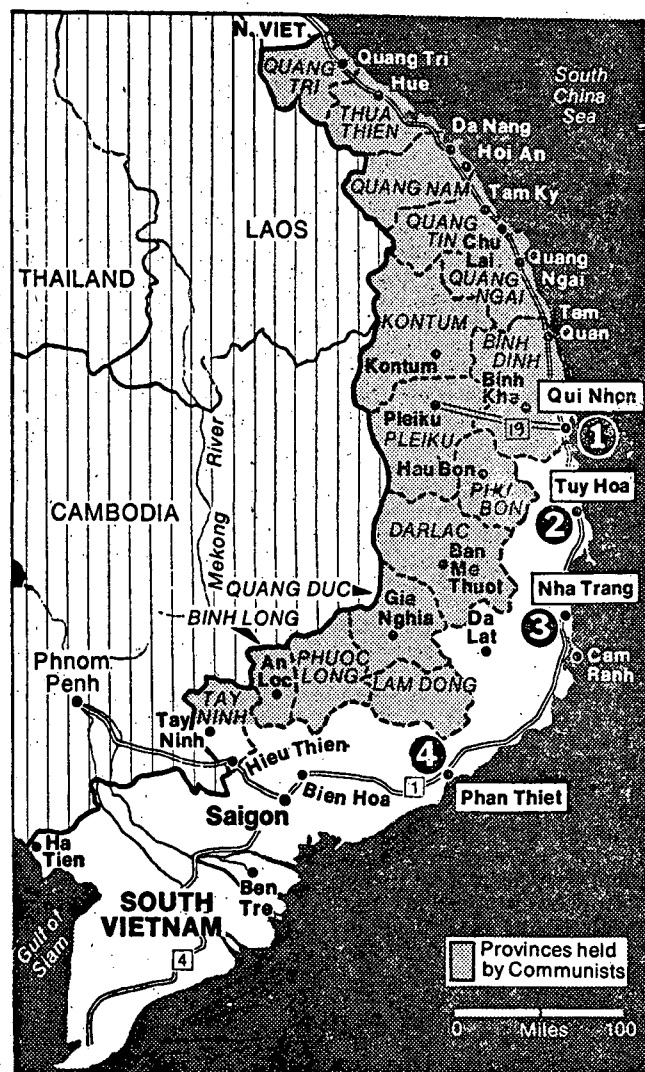 N. VIET.
QUANG
TRI
Quang Tri
Hue
THUA
THIEN
South
China
Sea
Da Nang
Hoi An
QUANG NAM
Tam Ky
LAOS
QUANG
TIN
Chu
Lai
THAILAND
QUANG
NGAI
Quang
Ngai
KONTUM
Tam
Quan
BINH
DINH
Kontum
Binh
Kha
Qui Nhon
1
Pleiku
PLEIKU
19
River
Mekong
Hau Bon
PHU
BON
Tuy Hoa
2
CAMBODIA
DARLAC
Ban
Me
Thuot
QUANG DUC
Nha Trang
3
BINH LONG
Gia
Nghia
Da
Lat
Cam
Ranh
Phnom
Penh
An
Loc
PHUOC
LONG
LAM DONG
TAY
NINH
Tay
Ninh
Hieu Thien
4
Bien Hoa
1
Phan Thiet
Saigon
Ha
Tien
Ben
Tre
SOUTH
VIETNAM
Gulf of
Siam
4
Provinces held
by Communists
0 Miles 100